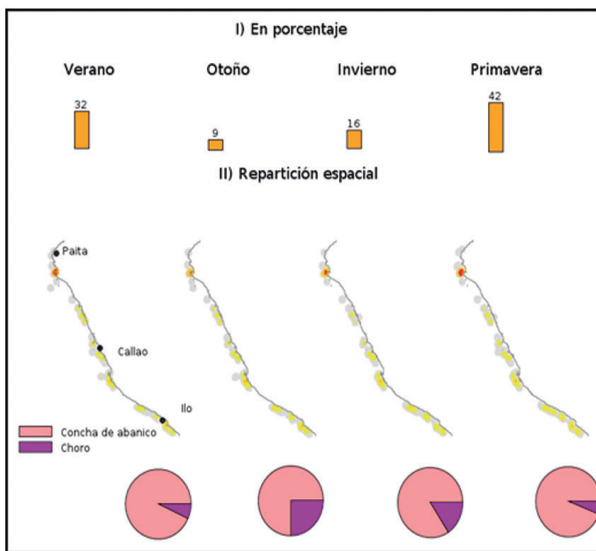 I) En porcentaje
Verano Otoño Invierno Primavera
32 9 16 42
II) Repartición espacial
Paita
Callao
Ilo
Concha de abanico
Choro